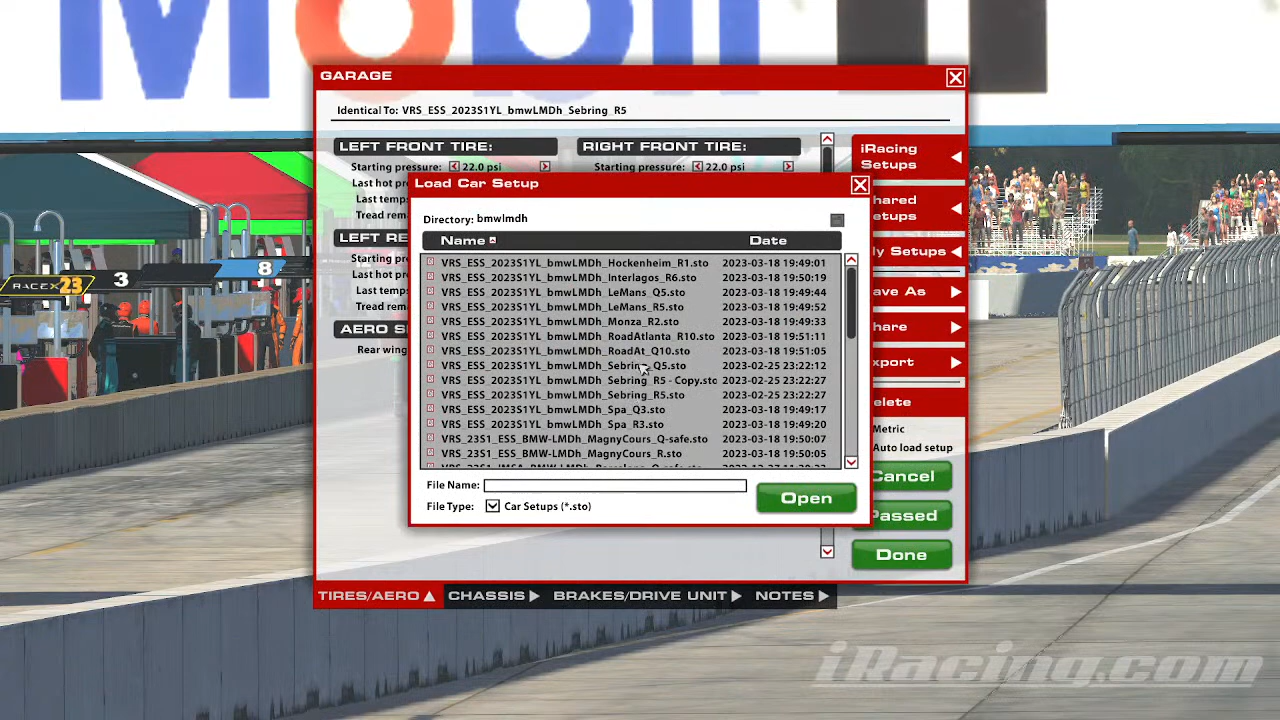 Mobil 1
GARAGE
Identical To: VRS_ESS_2023S1YL_bmwLMDh_Sebring_R5
LEFT FRONT TIRE: RIGHT FRONT TIRE:
Starting pressure: 22.0 psi Starting pressure: 22.0 psi
Last hot pr
Last temps
Tread rema
LEFT RE
Starting pr
Last hot pr
Last temps
Tread rema
AERO S
Rear wing
iRacing
Setups
hared
etups
y Setups
ave As
hare
xport
elete
Metric
Auto load setup
Cancel
Passed
Done
Load Car Setup
Directory: bmwlmdh
Name Date
VRS_ESS_2023S1YL_bmwLMDh_Hockenheim_R1.sto 2023-03-18 19:49:01
VRS_ESS_2023S1YL_bmwLMDh_Interlagos_R6.sto 2023-03-18 19:50:19
VRS_ESS_2023S1YL_bmwLMDh_LeMans_Q5.sto 2023-03-18 19:49:44
VRS_ESS_2023S1YL_bmwLMDh_LeMans_R5.sto 2023-03-18 19:49:52
VRS_ESS_2023S1YL_bmwLMDh_Monza_R2.sto 2023-03-18 19:49:33
VRS_ESS_2023S1YL_bmwLMDh_RoadAtlanta_R10.sto 2023-03-18 19:51:11
VRS_ESS_2023S1YL_bmwLMDh_RoadAt_Q10.sto 2023-03-18 19:51:05
VRS_ESS_2023S1YL_bmwLMDh_Sebring_Q5.sto 2023-02-25 23:22:12
VRS_ESS_2023S1YL_bmwLMDh_Sebring_R5 - Copy.sto 2023-02-25 23:22:27
VRS_ESS_2023S1YL_bmwLMDh_Sebring_R5.sto 2023-02-25 23:22:27
VRS_ESS_2023S1YL_bmwLMDh_Spa_Q3.sto 2023-03-18 19:49:17
VRS_ESS_2023S1YL_bmwLMDh_Spa_R3.sto 2023-03-18 19:49:20
VRS_23S1_ESS_BMW-LMDh_MagnyCours_Q-safe.sto 2023-03-18 19:50:07
VRS_23S1_ESS_BMW-LMDh_MagnyCours_R.sto 2023-03-18 19:50:05
File Name:
File Type: Car Setups (*.sto)
Open
TIRES/AERO CHASSIS BRAKES/DRIVE UNIT NOTES
RACEX 23 3 8
iRacing.com